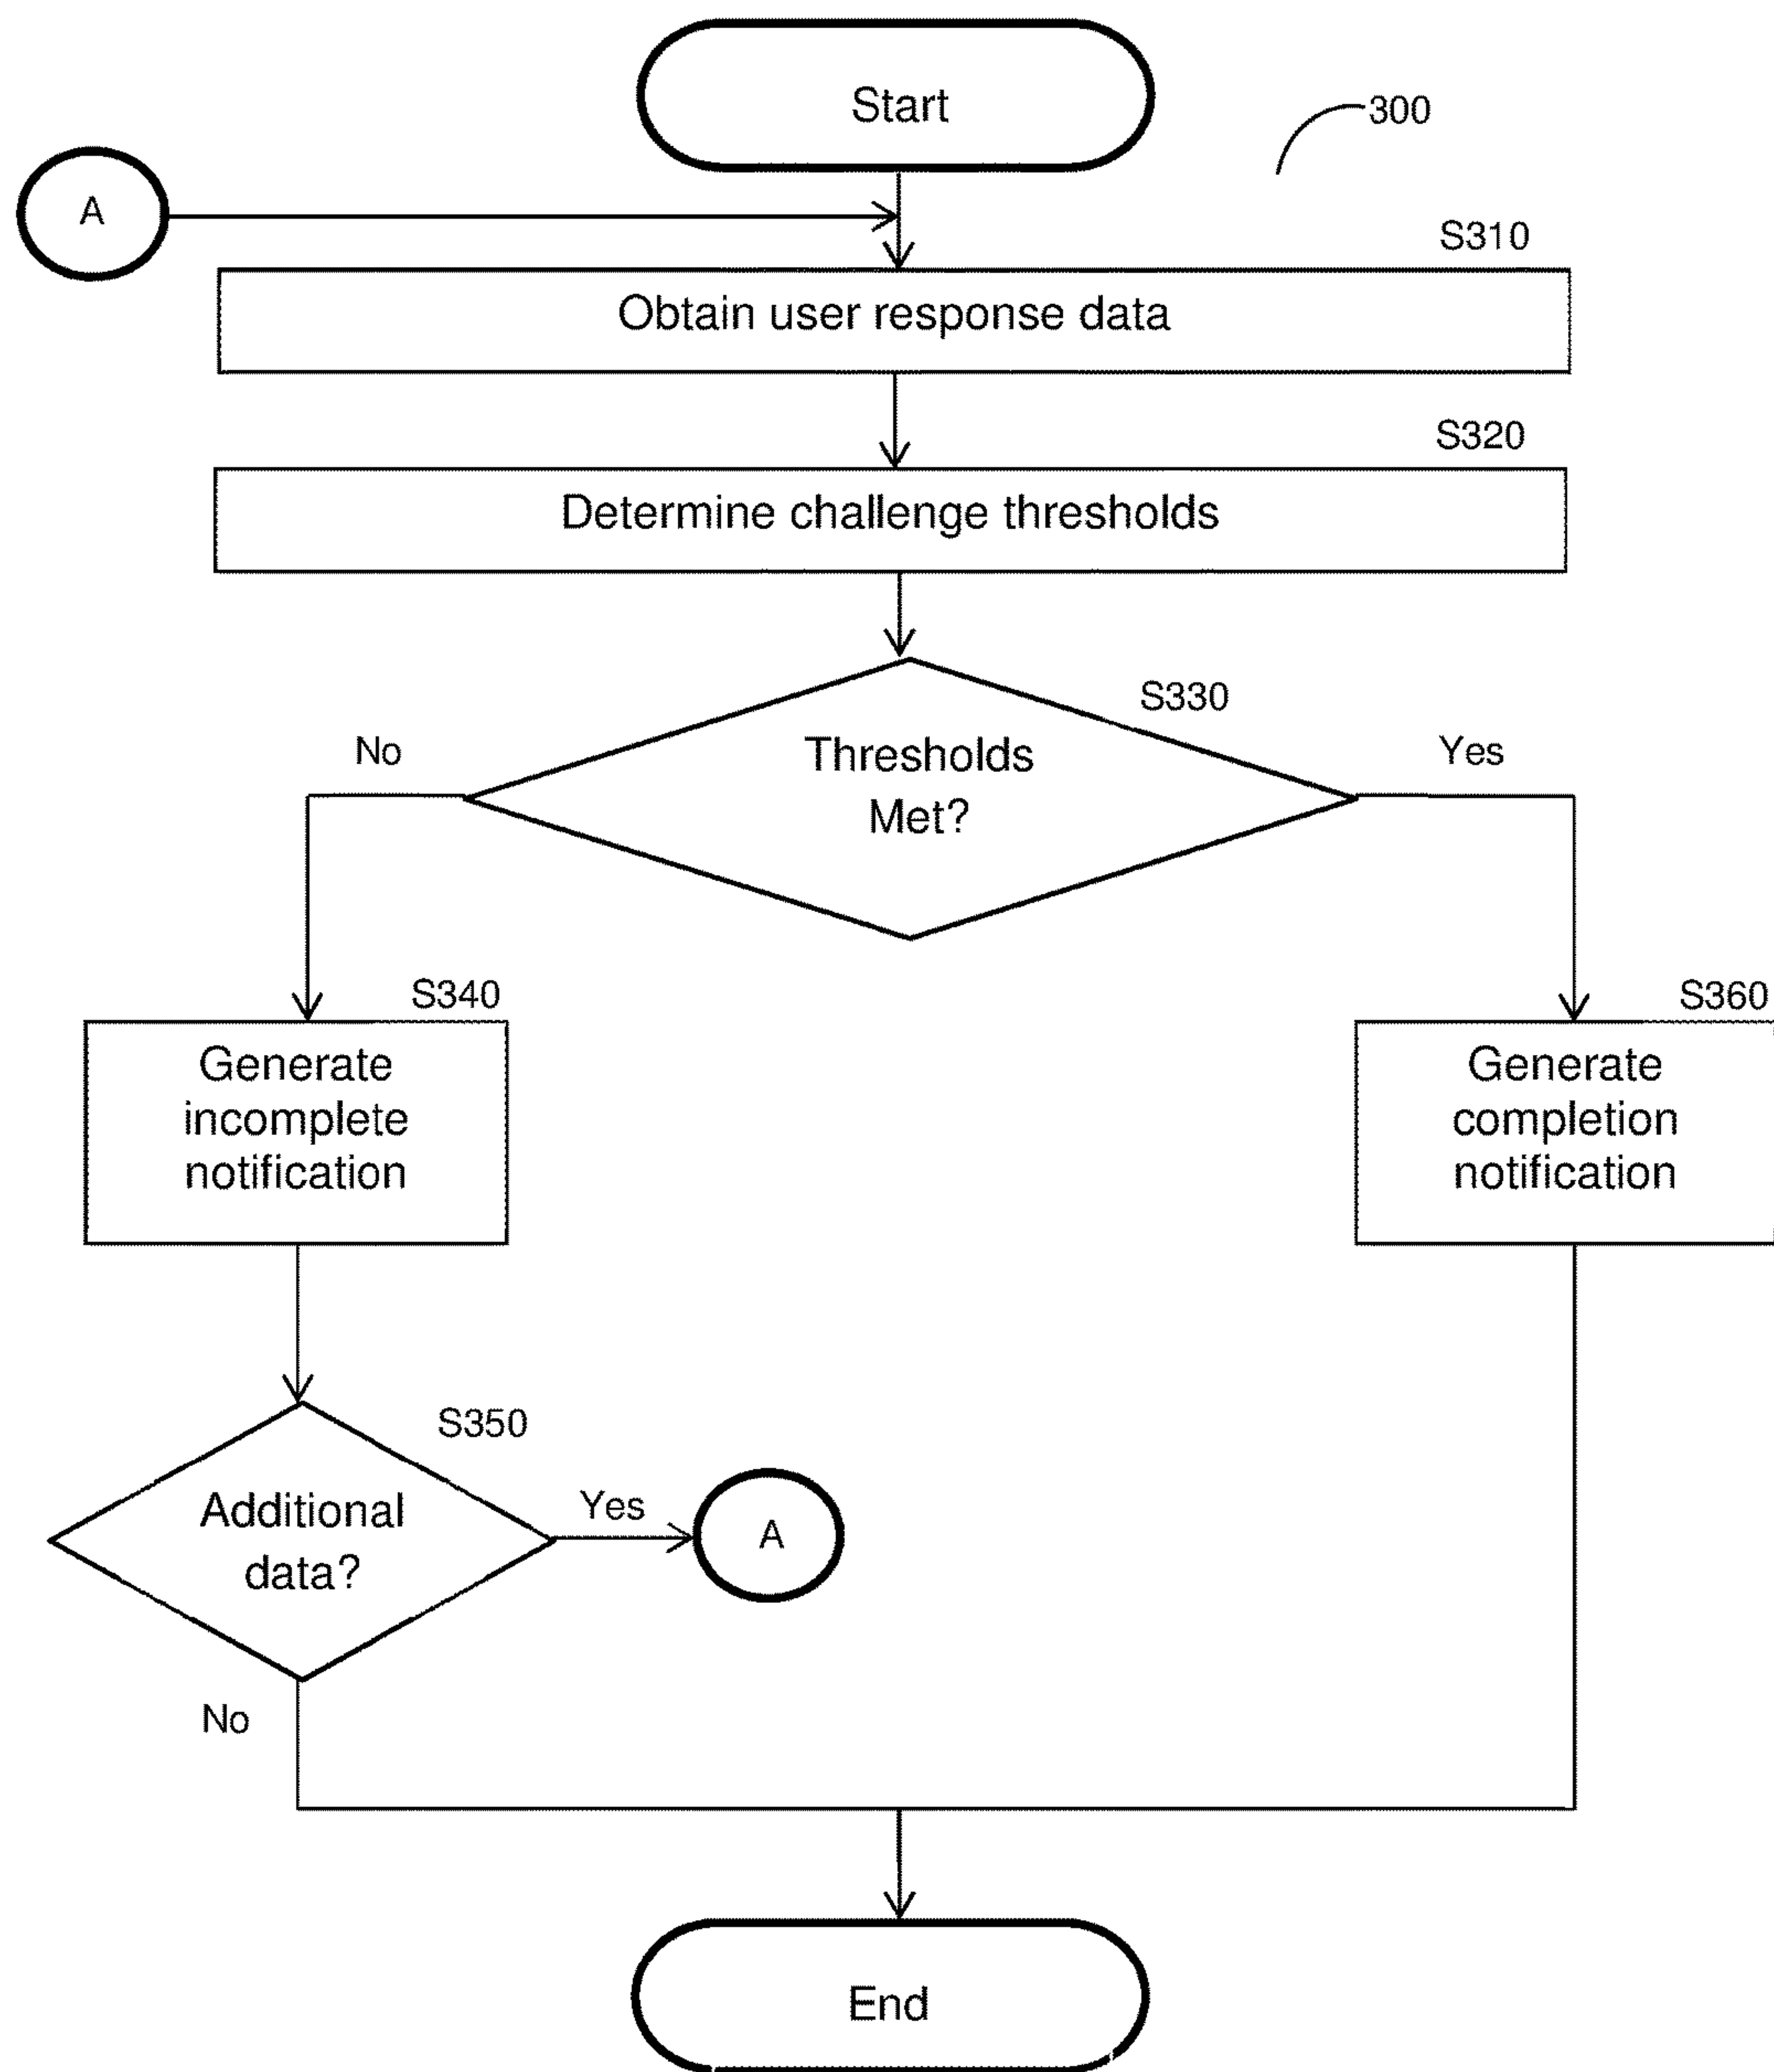 Start
300
A
S310
Obtain user response data
S320
Determine challenge thresholds
S330
No
Thresholds
Met?
Yes
S340
Generate
incomplete
notification
S360
Generate
completion
notification
S350
Additional
data?
Yes
A
No
End